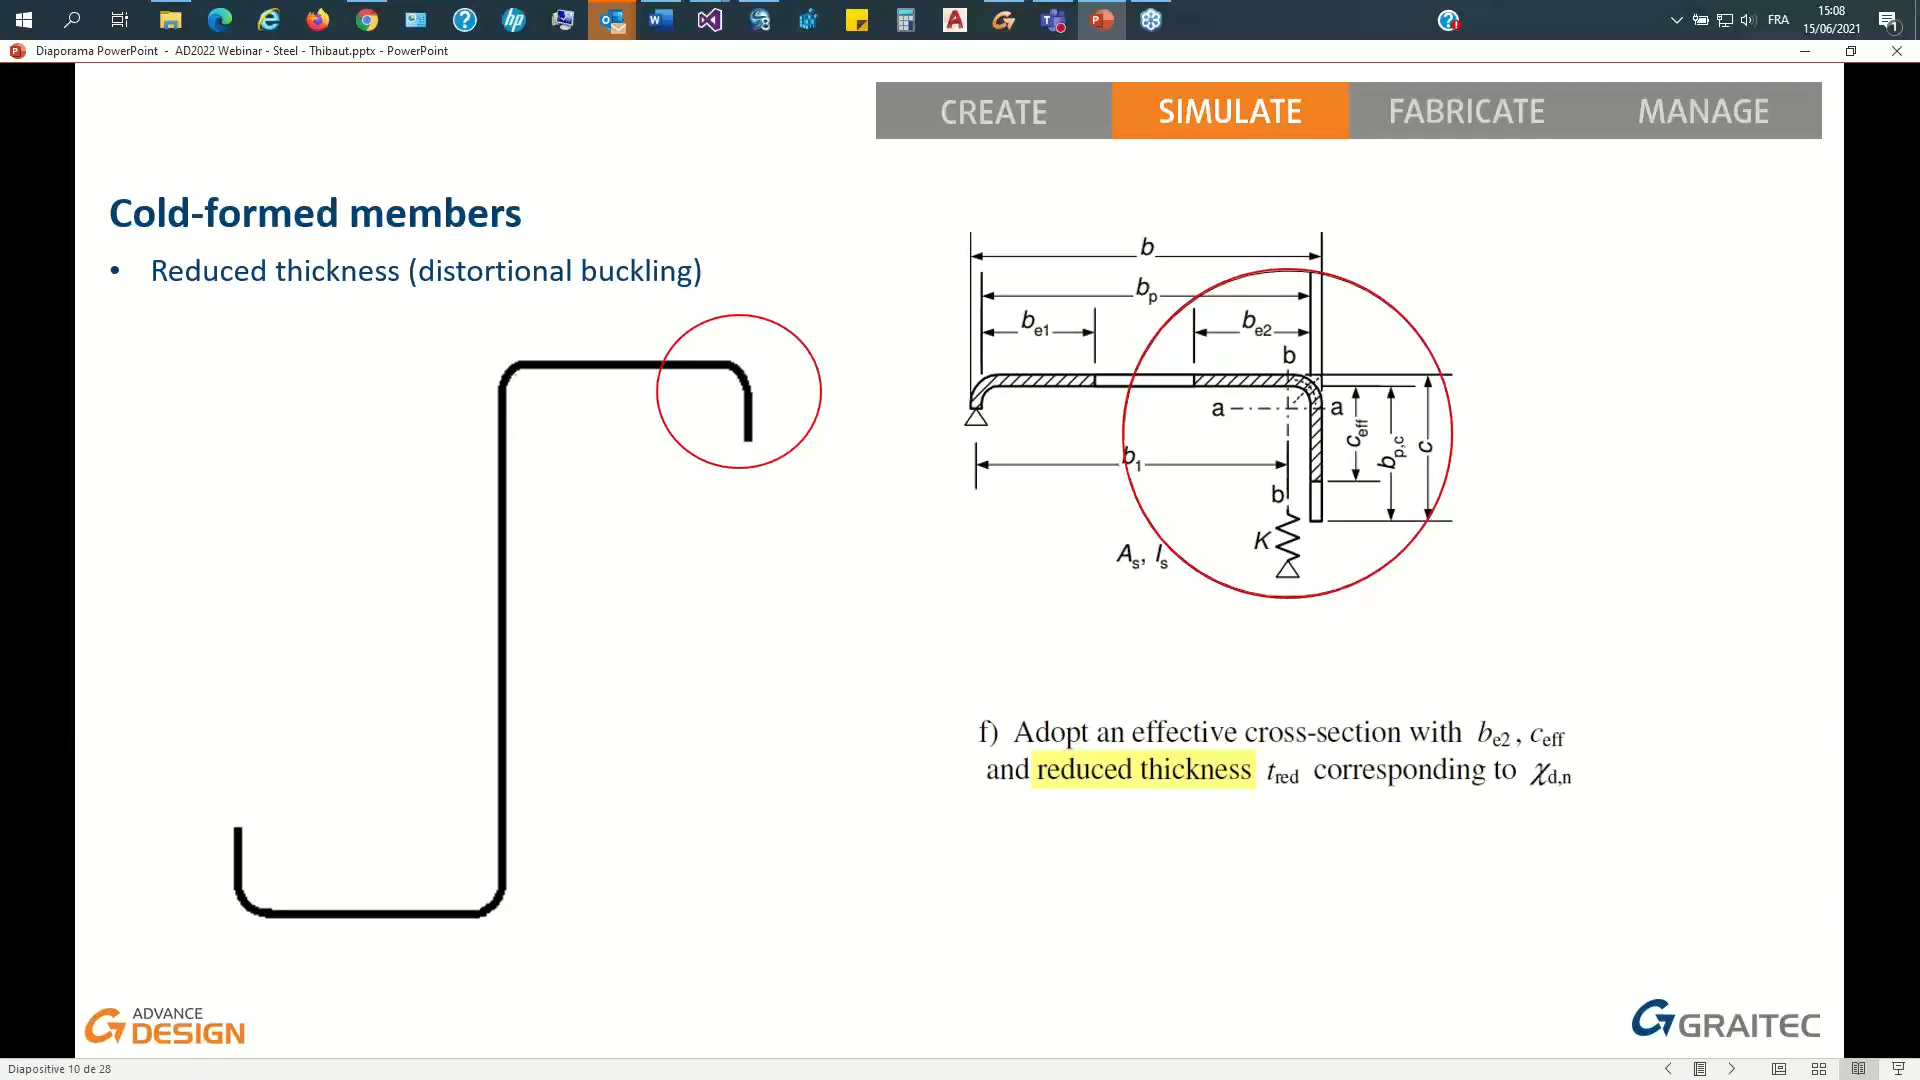 FRA
15:08
15/06/2021
Diaporama PowerPoint - AD2022 Webinar - Steel - Thibaut.pptx - PowerPoint
CREATE SIMULATE FABRICATE MANAGE
Cold-formed members
• Reduced thickness (distortional buckling)
b
bp
be1 be2
b
a a
ceff
bp,c
c
b1
b
K
As, Is
f) Adopt an effective cross-section with be2 , ceff
and reduced thickness tred corresponding to χd,n
ADVANCE
DESIGN
GRAITEC
Diapositive 10 de 28